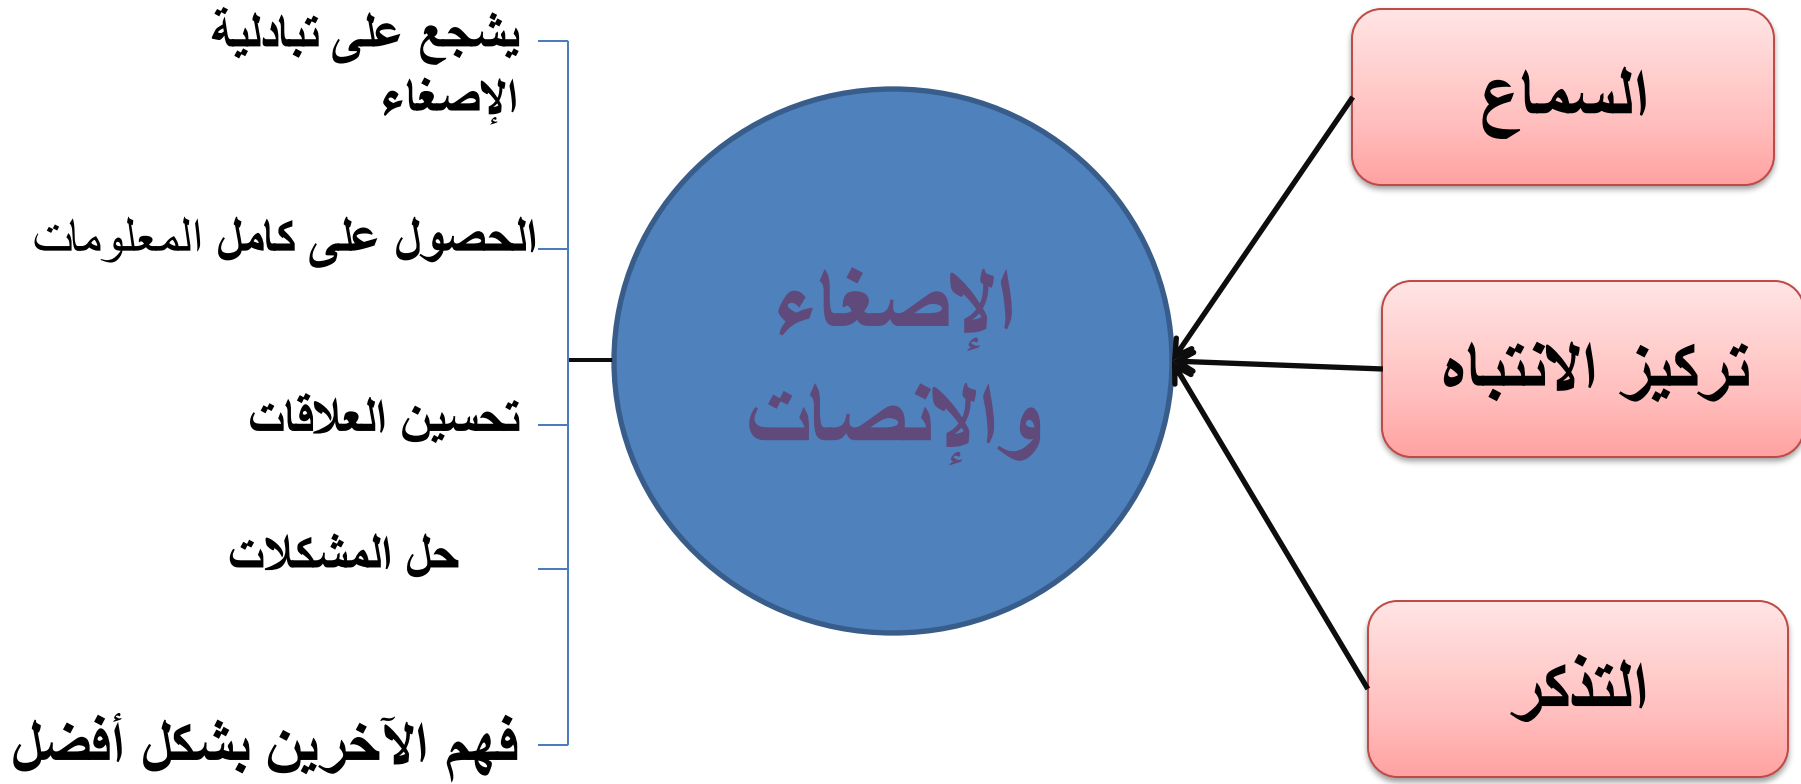 السماع
تركيز الانتباه
التذكر
الإصغاء
والإنصات
يشجع على تبادلية
الإصغاء
الحصول على كامل المعلومات
تحسين العلاقات
حل المشكلات
فهم الآخرين بشكل أفضل